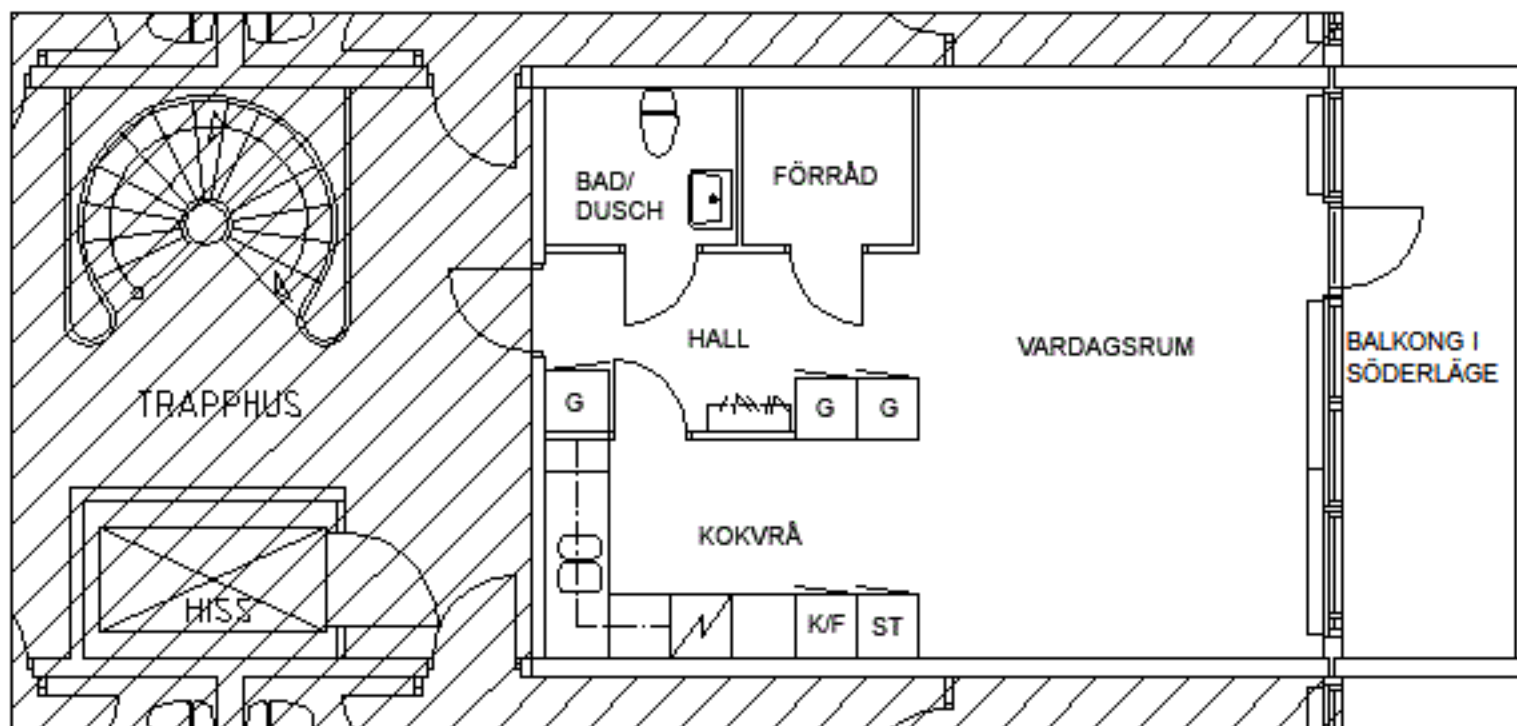 BAD/
DUSCH
FÖRRÅD
HALL
VARDAGSRUM
BALKONG I
SÖDERLÄGE
TRAPPHUS
G
G
G
KOKVRÅ
HISS
K/F
ST